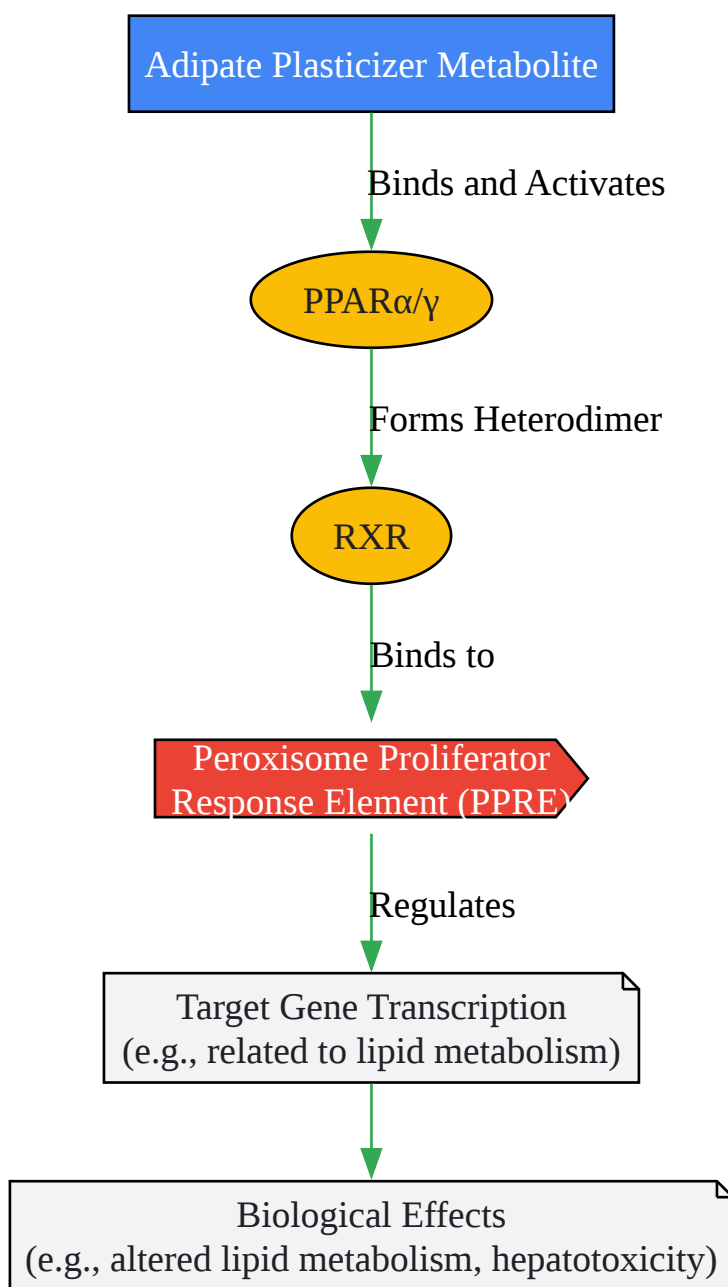 Adipate Plasticizer Metabolite
Binds and Activates
PPARα/γ
Forms Heterodimer
RXR
Binds to
Peroxisome Proliferator
Response Element (PPRE)
Regulates
Target Gene Transcription
(e.g., related to lipid metabolism)
Biological Effects
(e.g., altered lipid metabolism, hepatotoxicity)